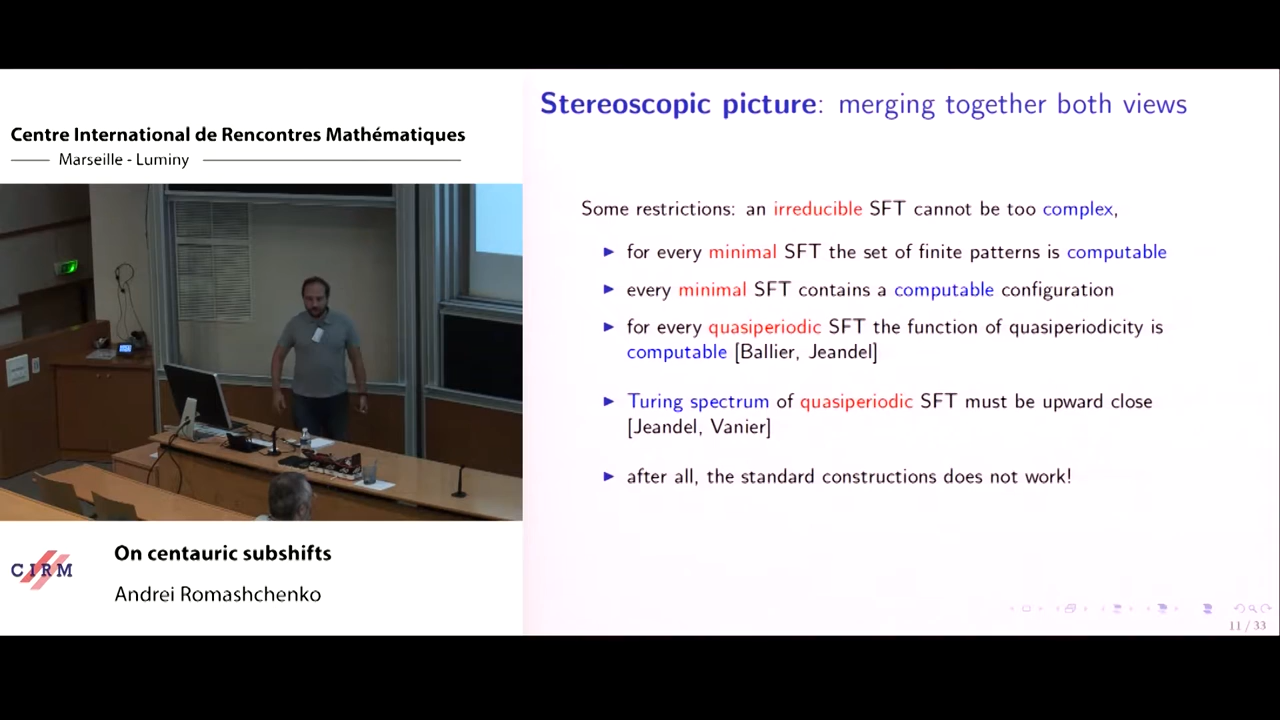 Centre International de Rencontres Mathématiques
Marseille - Luminy
On centauric subshifts
CIRM
Andrei Romashchenko
Stereoscopic picture: merging together both views
Some restrictions: an irreducible SFT cannot be too complex,
▶ for every minimal SFT the set of finite patterns is computable
▶ every minimal SFT contains a computable configuration
▶ for every quasiperiodic SFT the function of quasiperiodicity is
computable [Ballier, Jeandel]
▶ Turing spectrum of quasiperiodic SFT must be upward close
[Jeandel, Vanier]
▶ after all, the standard constructions does not work!
11 / 33